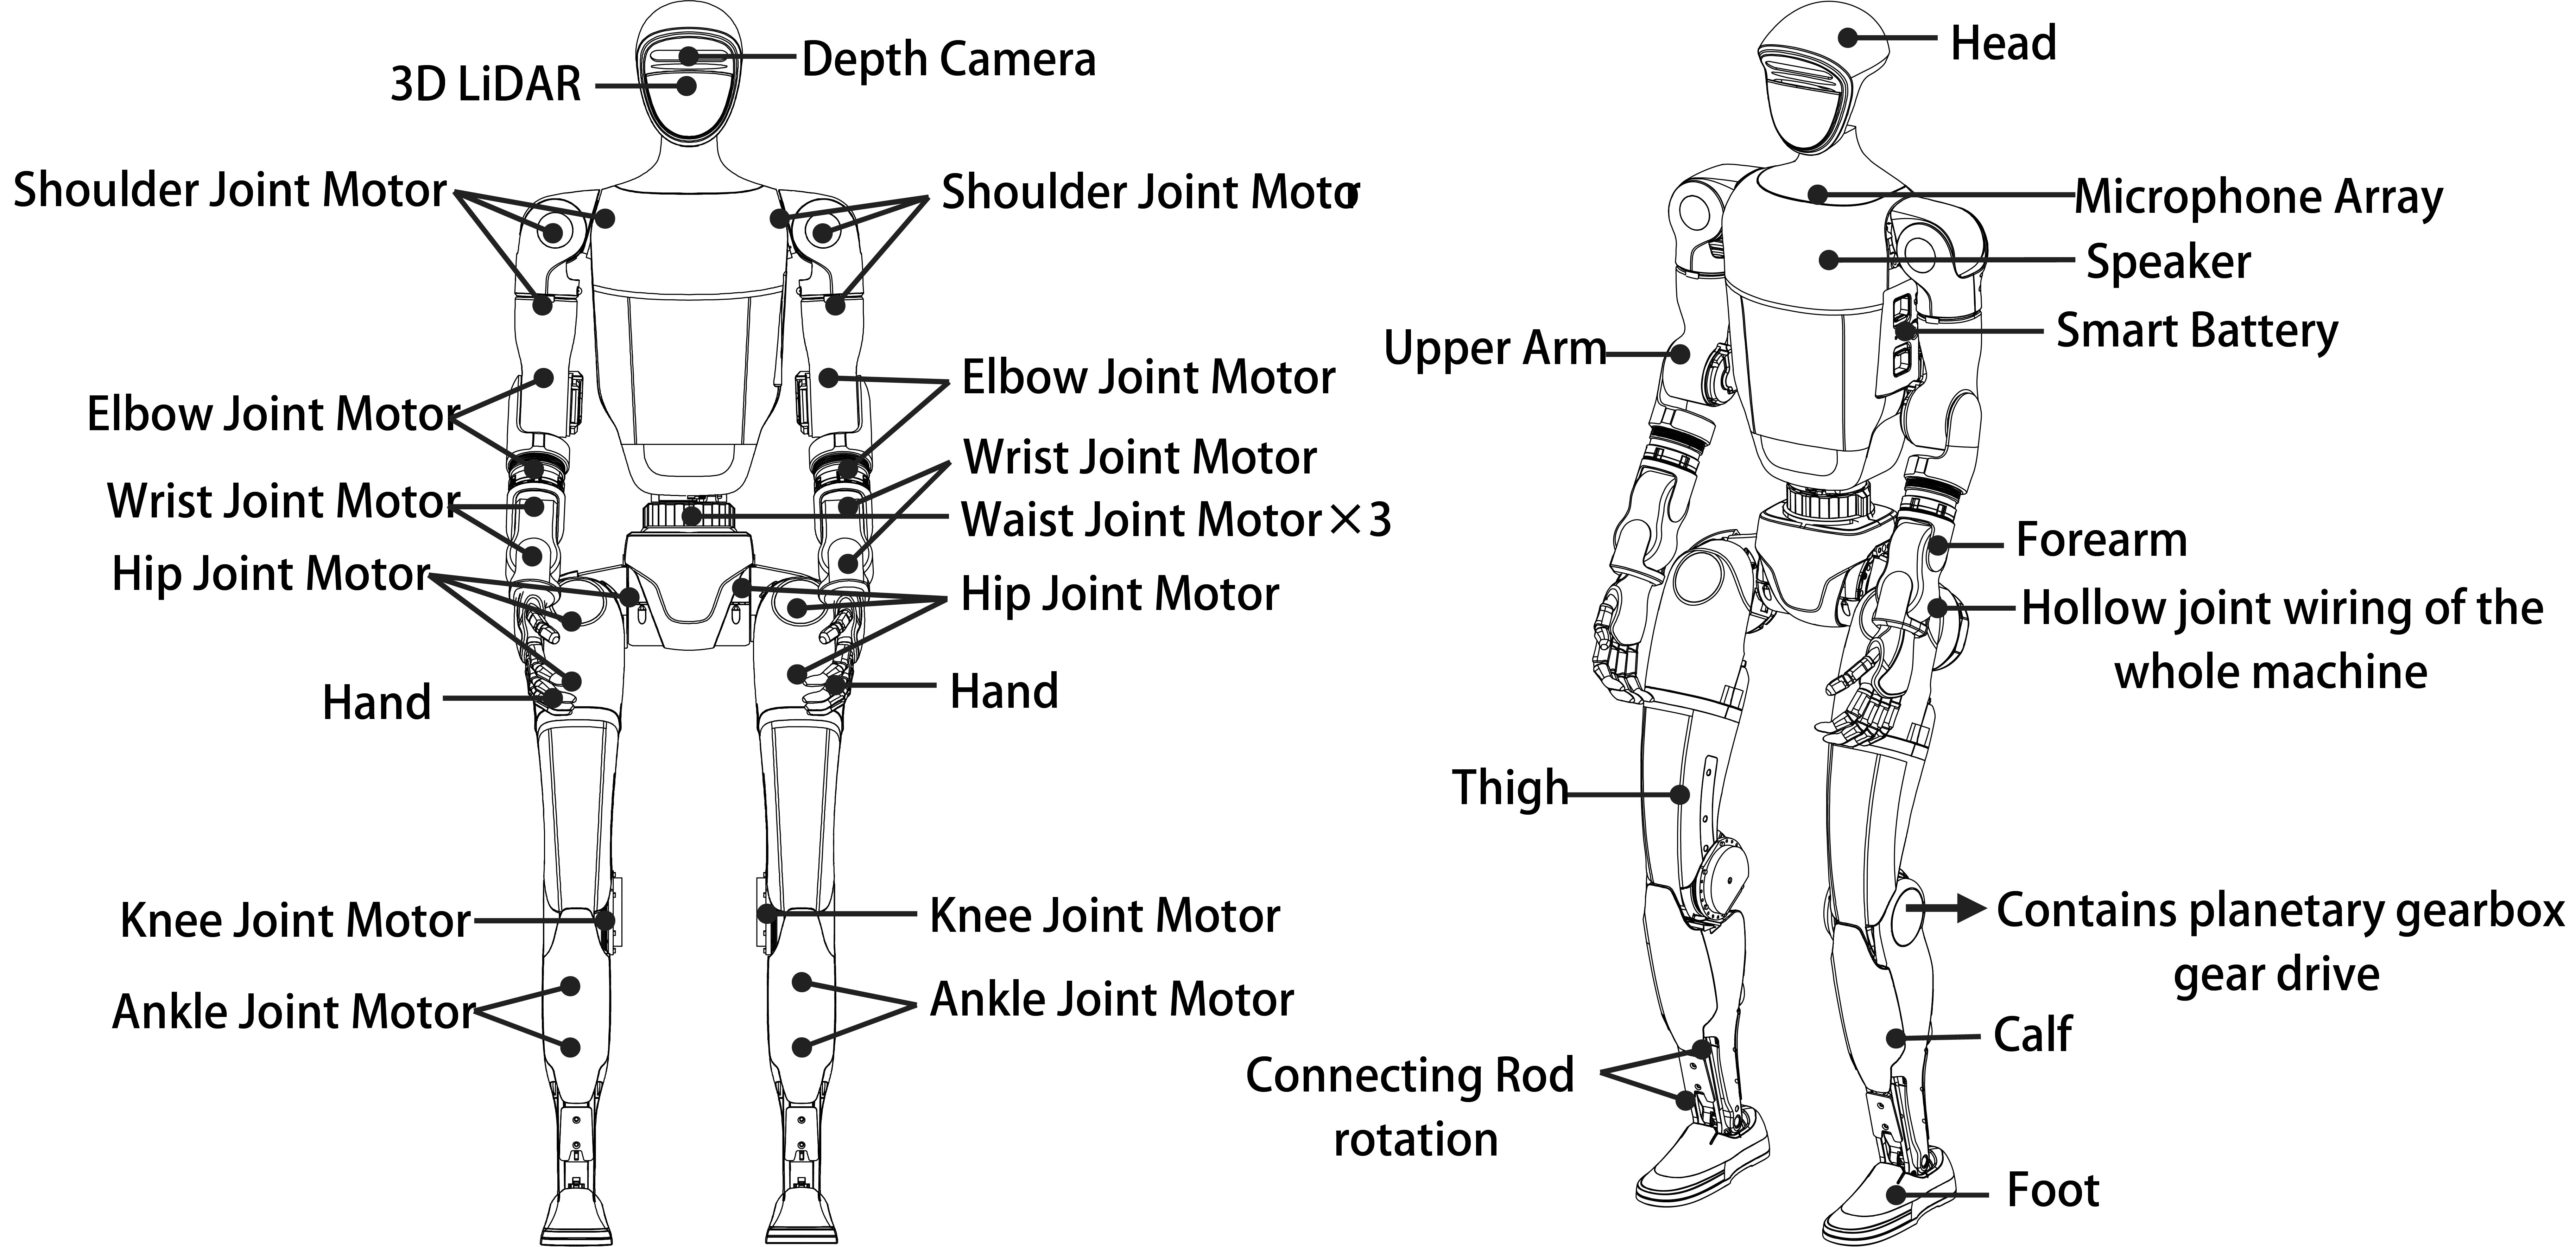 Depth Camera
3D LiDAR
Shoulder Joint Motor
Shoulder Joint Motor
Elbow Joint Motor
Elbow Joint Motor
Wrist Joint Motor
Wrist Joint Motor
Waist Joint Motor×3
Hip Joint Motor
Hip Joint Motor
Hand
Hand
Knee Joint Motor
Knee Joint Motor
Ankle Joint Motor
Ankle Joint Motor
Head
Microphone Array
Speaker
Smart Battery
Upper Arm
Forearm
Hollow joint wiring of the
whole machine
Thigh
Contains planetary gearbox
gear drive
Calf
Connecting Rod
rotation
Foot